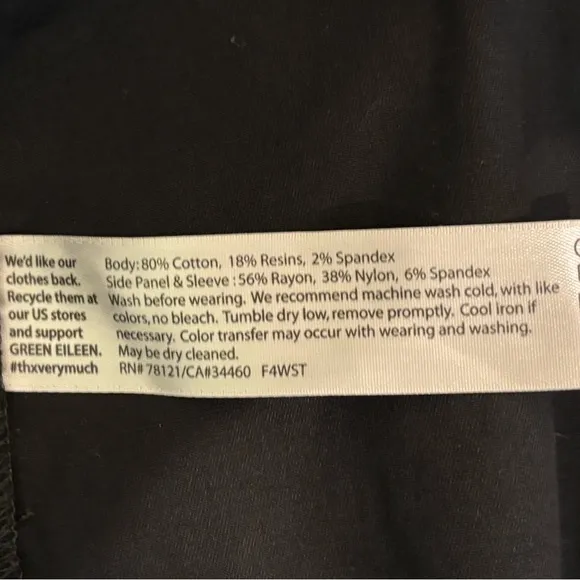 We'd like our
clothes back.
Recycle them at
our US stores
and support
GREEN EILEEN.
#thxverymuch
Body:80% Cotton, 18% Resins, 2% Spandex
Side Panel & Sleeve :56% Rayon, 38% Nylon, 6% Spandex
Wash before wearing. We recommend machine wash cold, with like
colors,no bleach. Tumble dry low, remove promptly. Cool iron if
necessary. Color transfer may occur with wearing and washing.
May be dry cleaned.
RN# 78121/CA#34460 F4WST